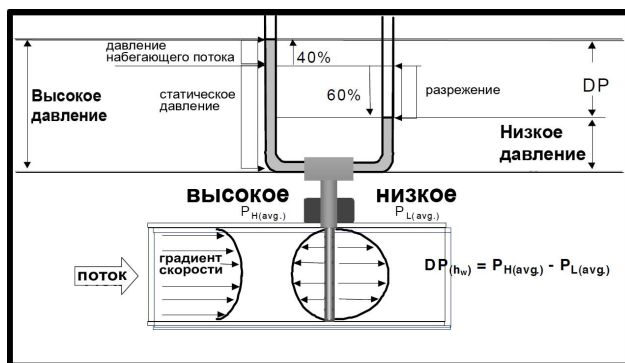 давление
набегающего потока
40%
статическое
давление
60%
разрежение
DP
Высокое
давление
Низкое
давление
высокое
P H(avg.)
низкое
P L(avg.)
поток
градиент
скорости
DP(hw) = PH(avg.) - PL(avg.)